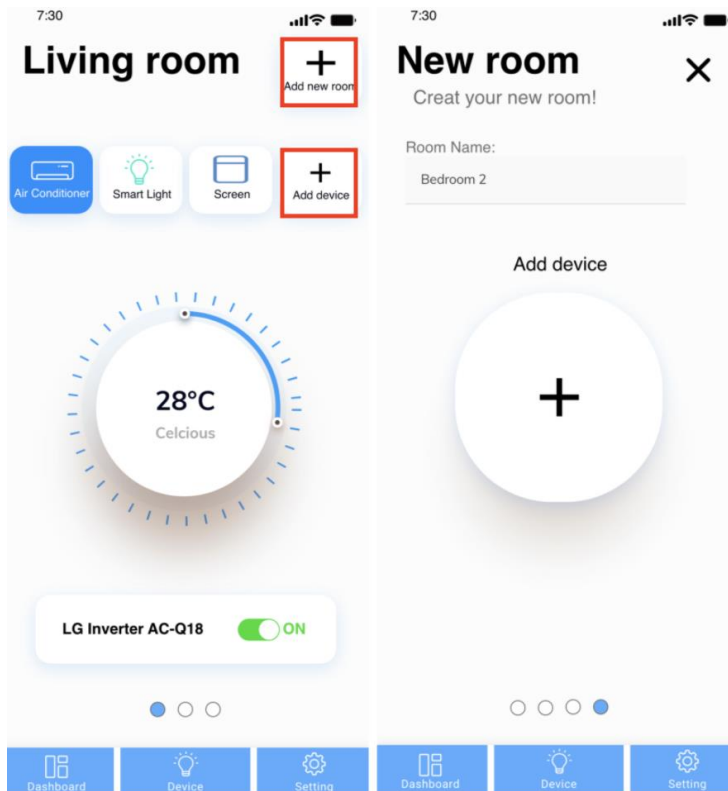 7:30
Living room
Add new room
Air Conditioner
Smart Light
Screen
Add device
28°C
Celcious
LG Inverter AC-Q18
ON
Dashboard
Device
Setting
7:30
New room
Creat your new room!
Room Name:
Bedroom 2
Add device
Dashboard
Device
Setting